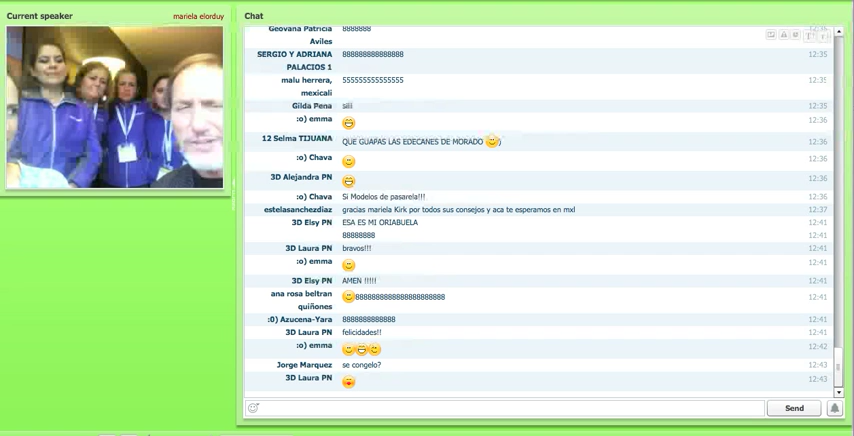 Current speaker
mariela elorduy
Chat
Geovana Patricia 8888888
Aviles
SERGIO Y ADRIANA 888888888888888 12:35
PALACIOS 1
malu herrera, 555555555555555 12:35
mexicali
Gilda Pena siiii 12:35
:o) emma 12:36
12 Selma TIJUANA QUE GUAPAS LAS EDECANES DE MORADO ) 12:36
:o) Chava 12:36
3D Alejandra PN 12:36
:o) Chava Si Modelos de pasarela!!! 12:36
estelasanchezdiaz gracias mariela Kirk por todos sus consejos y aca te esperamos en mxl 12:37
3D Elsy PN ESA ES MI ORIABUELA 12:41
88888888 12:41
3D Laura PN bravos!!! 12:41
:o) emma 12:41
3D Elsy PN AMEN !!!!! 12:41
ana rosa beltran 8888888888888888888888 12:41
quiñones
:0) Azucena-Yara 8888888888888 12:41
3D Laura PN felicidades!! 12:41
:o) emma 12:42
Jorge Marquez se congelo? 12:43
3D Laura PN 12:43
Send